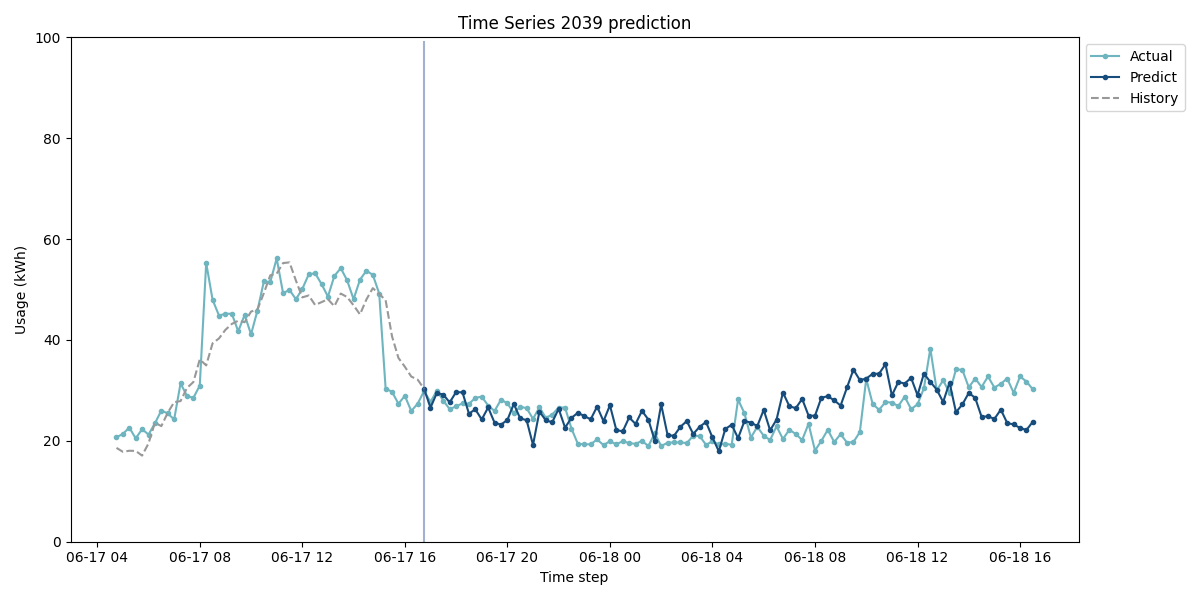 Time Series 2039 prediction
100
80
60
40
20
0
Usage (kWh)
06-17 04
06-17 08
06-17 12
06-17 16
06-17 20
06-18 00
06-18 04
06-18 08
06-18 12
06-18 16
Time step
Actual
Predict
History